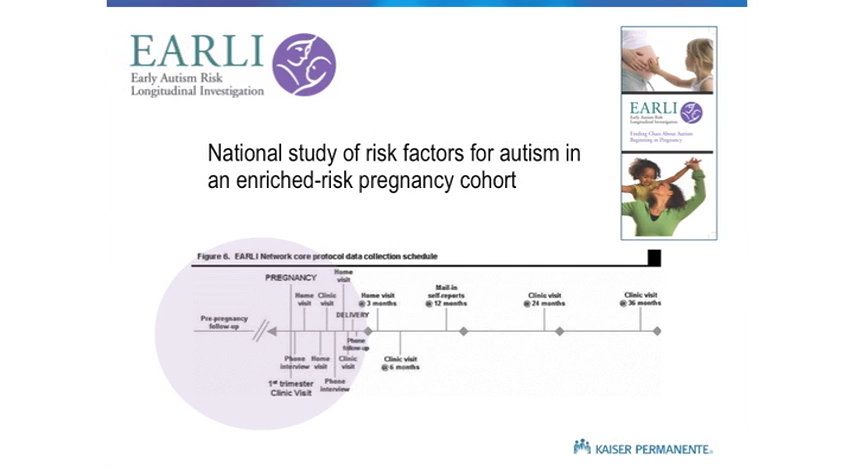 EARLI
Early Autism Risk
Longitudinal Investigation
EARLI
Early Autism Risk
Longitudinal Investigation
Finding Clues About Autism
Beginning in Pregnancy
National study of risk factors for autism in
an enriched-risk pregnancy cohort
Figure 6. EARLI Network core protocol data collection schedule
PREGNANCY
Home
visit
Home
visit
Clinic
visit
Home visit
@ 3 months
Mail-in
self-reports
@ 12 months
Clinic visit
@ 24 months
Clinic visit
@ 36 months
DELIVERY
Pre-pregnancy
follow-up
Phone
follow-up
Phone
interview
Home
visit
Clinic
visit
Clinic visit
@ 6 months
1st trimester
Clinic Visit
Phone
interview
KAISER PERMANENTE®